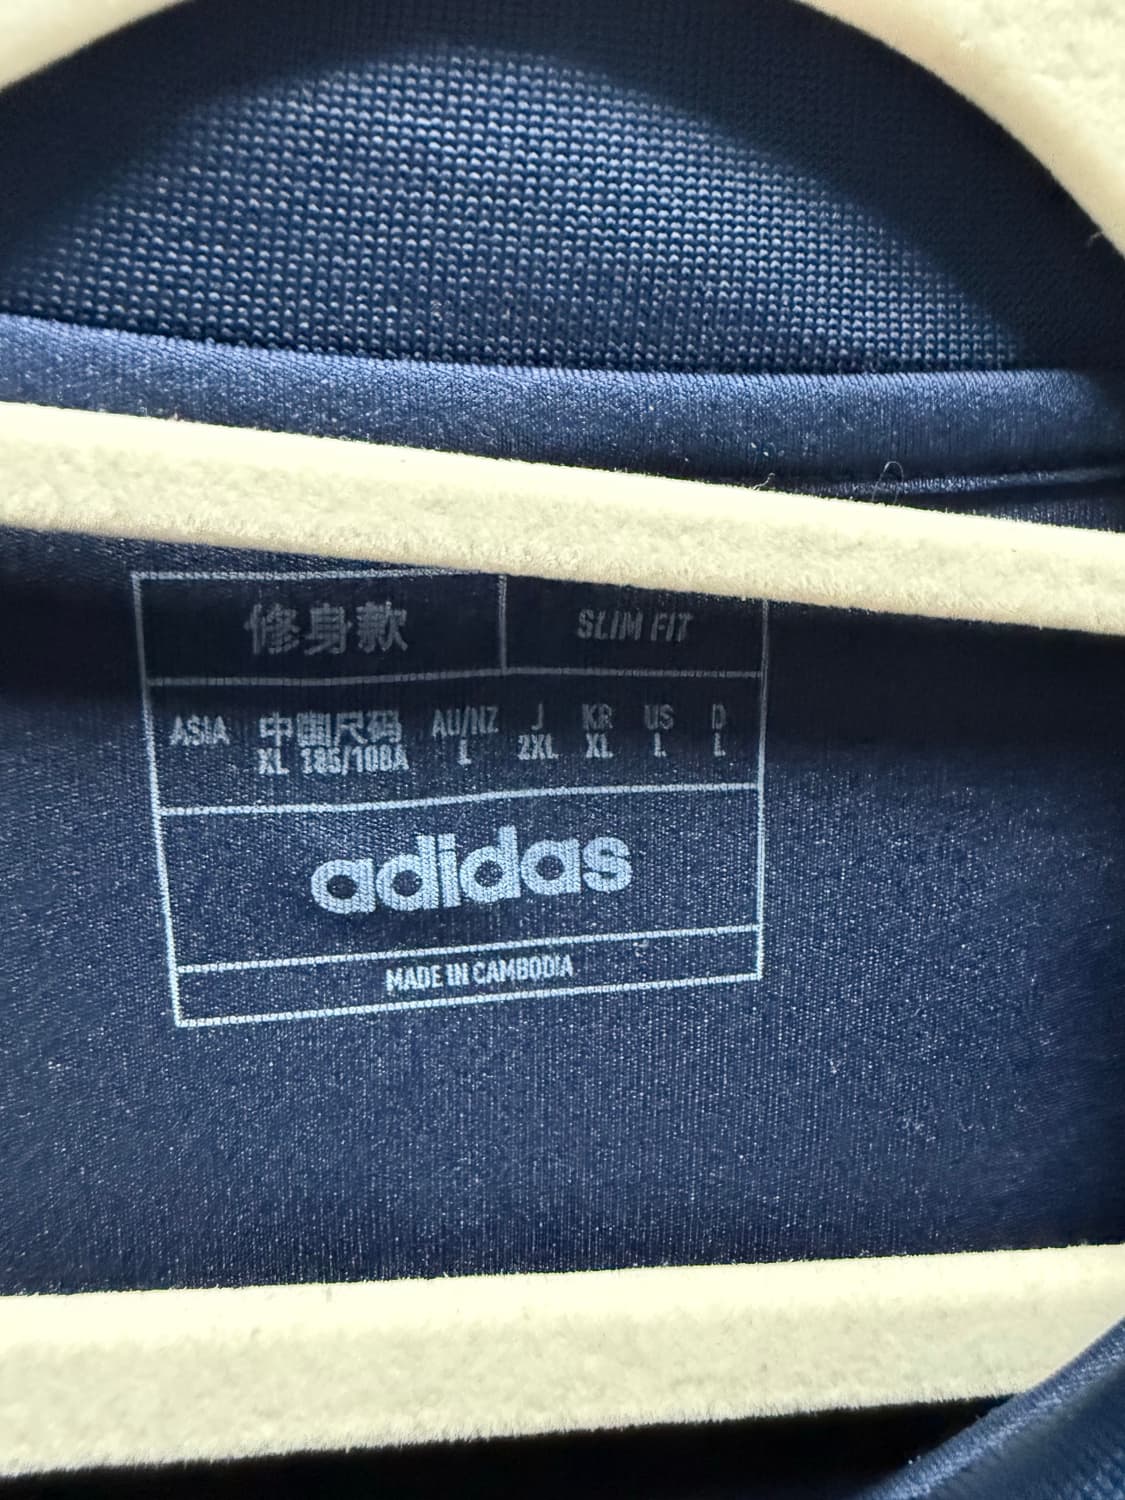 修身款 SLIM FIT
ASIA 中国尺码 AU/NZ J KR US D
XL 185/108A L 2XL XL L L
adidas
MADE IN CAMBODIA